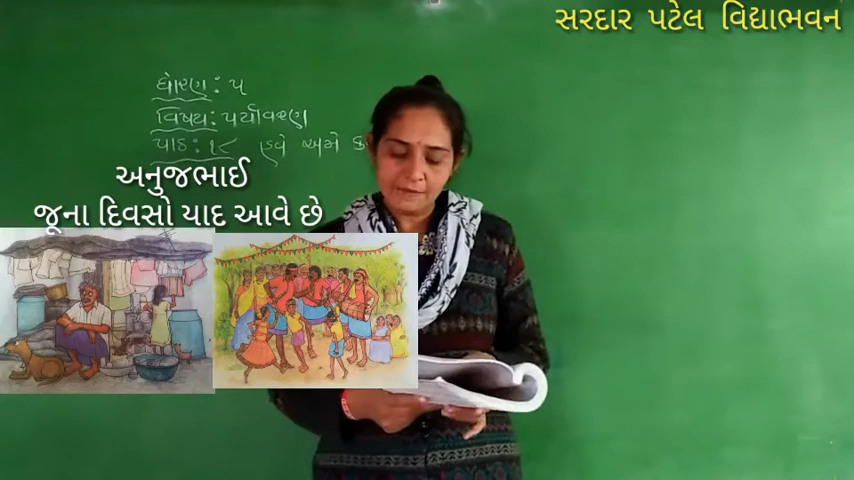 સરદાર પટેલ વિદ્યાભવન
ધોરણ: ૫
વિષય: પર્યાવરણ
પાઠ: ૧૮ હવે અમે
અનુજભાઈ
જૂના દિવસો યાદ આવે છે